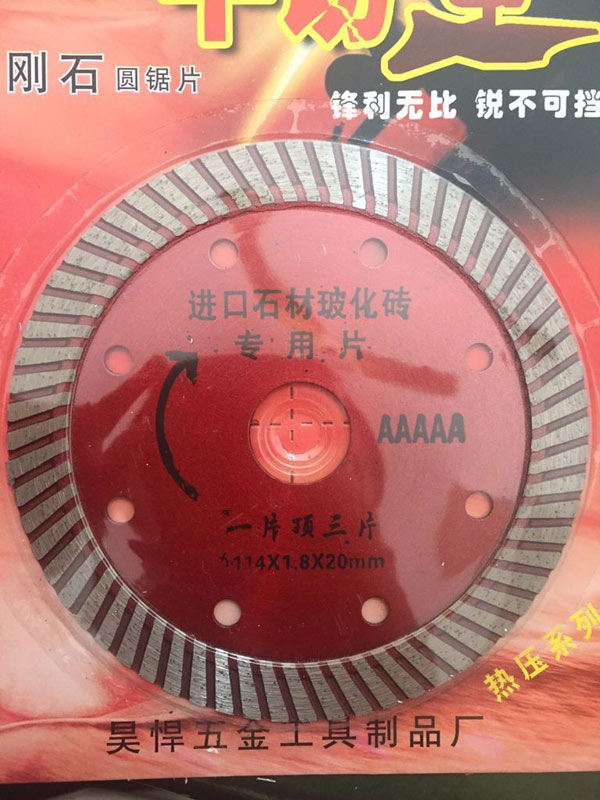 刚石 圆锯片
锋利无比 锐不可挡
进口石材玻化砖
专用片
AAAAA
一片顶三片
114X1.8X20mm
热压系列
昊悍五金工具制品厂